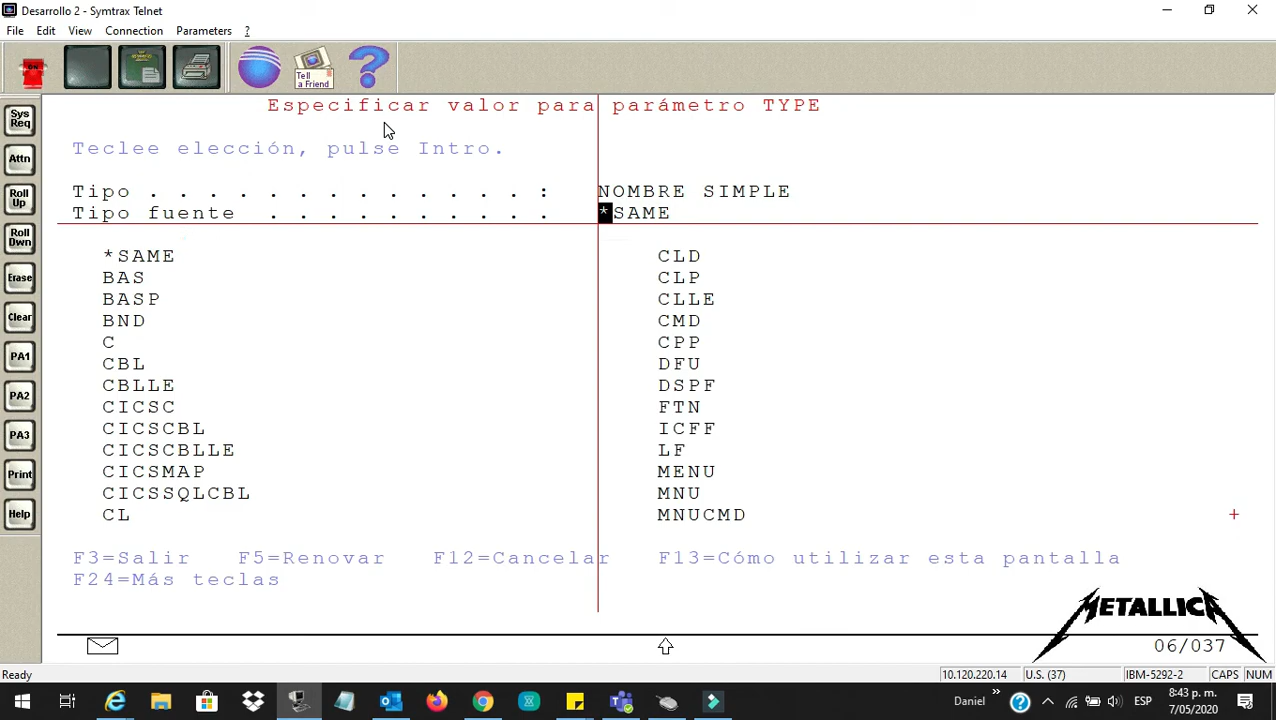 Desarrollo 2 - Symtrax Telnet
File Edit View Connection Parameters ?
ON
Tell
a Friend
Sys
Req
Attn
Roll
Up
Roll
Dwn
Erase
Clear
PA1
PA2
PA3
Print
Help
Especificar valor para parámetro TYPE
Teclee elección, pulse Intro.
Tipo . . . . . . . . . . . . . . : NOMBRE SIMPLE
Tipo fuente . . . . . . . . . . *SAME
*SAME CLD
BAS CLP
BASP CLLE
BND CMD
C CPP
CBL DFU
CBLLE DSPF
CICSC FTN
CICSCBL ICFF
CICSCBLLE LF
CICSMAP MENU
CICSSQLCBL MNU
CL MNUCMD +
F3=Salir F5=Renovar F12=Cancelar F13=Cómo utilizar esta pantalla
F24=Más teclas
METALLICA
06/037
Ready 10.120.220.14 U.S. (37) IBM-5292-2 CAPS NUM
Daniel » ESP 8:43 p. m.
7/05/2020